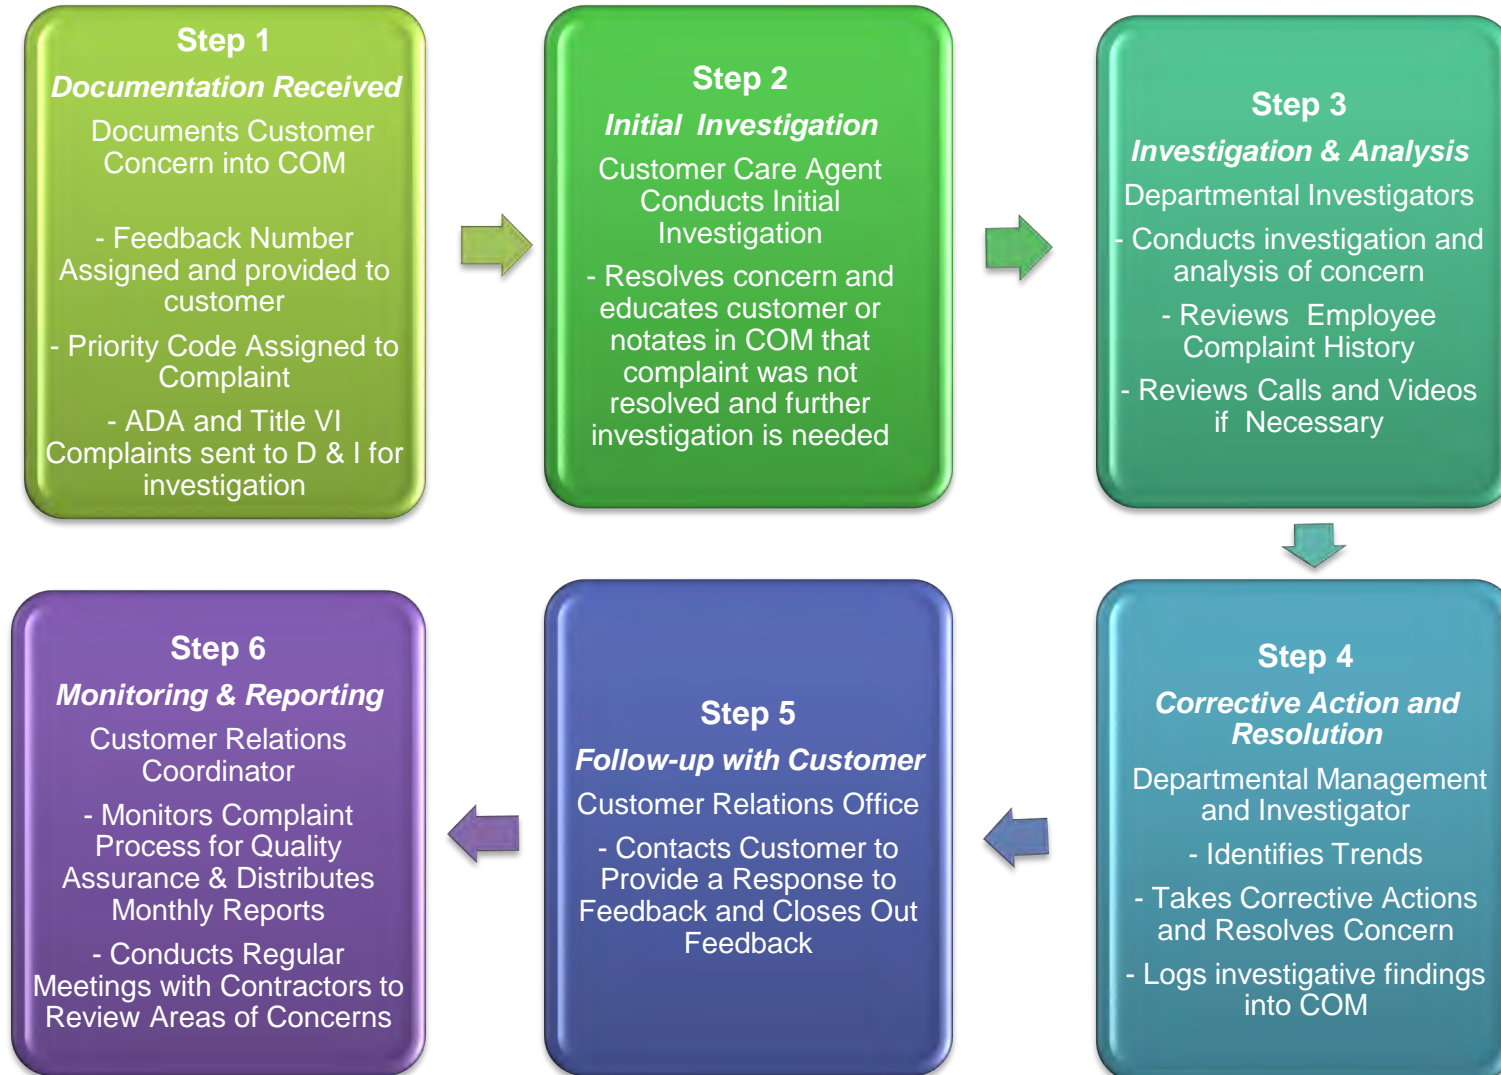 Step 1
Documentation Received
Documents Customer
Concern into COM
- Feedback Number
Assigned and provided to
customer
- Priority Code Assigned to
Complaint
- ADA and Title VI
Complaints sent to D & I for
investigation
Step 2
Initial Investigation
Customer Care Agent
Conducts Initial
Investigation
- Resolves concern and
educates customer or
notates in COM that
complaint was not
resolved and further
investigation is needed
Step 3
Investigation & Analysis
Departmental Investigators
- Conducts investigation and
analysis of concern
- Reviews Employee
Complaint History
- Reviews Calls and Videos
if Necessary
Step 4
Corrective Action and
Resolution
Departmental Management
and Investigator
- Identifies Trends
- Takes Corrective Actions
and Resolves Concern
- Logs investigative findings
into COM
Step 5
Follow-up with Customer
Customer Relations Office
- Contacts Customer to
Provide a Response to
Feedback and Closes Out
Feedback
Step 6
Monitoring & Reporting
Customer Relations
Coordinator
- Monitors Complaint
Process for Quality
Assurance & Distributes
Monthly Reports
- Conducts Regular
Meetings with Contractors to
Review Areas of Concerns